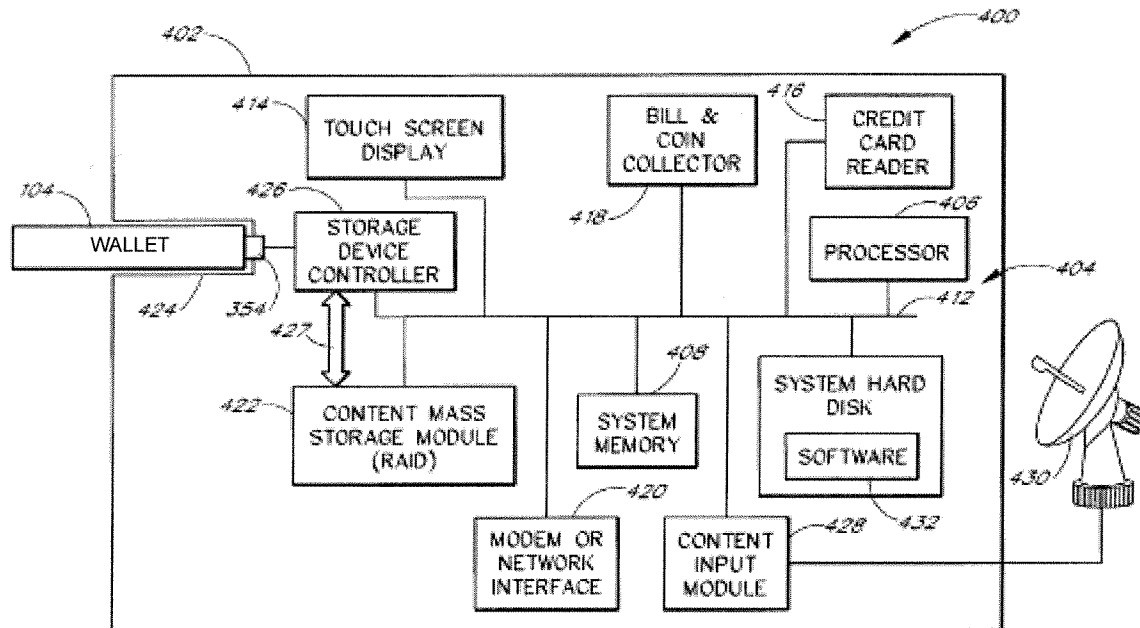 400
402
414
TOUCH SCREEN
DISPLAY
BILL &
COIN
COLLECTOR
418
416
CREDIT
CARD
READER
104
WALLET
426
STORAGE
DEVICE
CONTROLLER
406
PROCESSOR
404
412
424
354
427
422
CONTENT MASS
STORAGE MODULE
(RAID)
408
SYSTEM
MEMORY
SYSTEM HARD
DISK
SOFTWARE
432
430
420
MODEM OR
NETWORK
INTERFACE
428
CONTENT
INPUT
MODULE